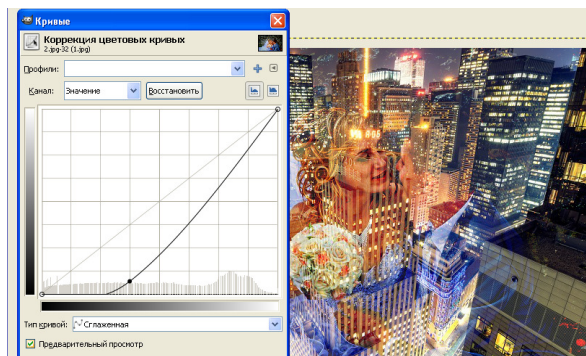 Кривые
Коррекция цветовых кривых
2.jpg-32 (1.jpg)
Профили:
Канал: Значение Восстановить
Тип кривой: Сглаженная
Предварительный просмотр